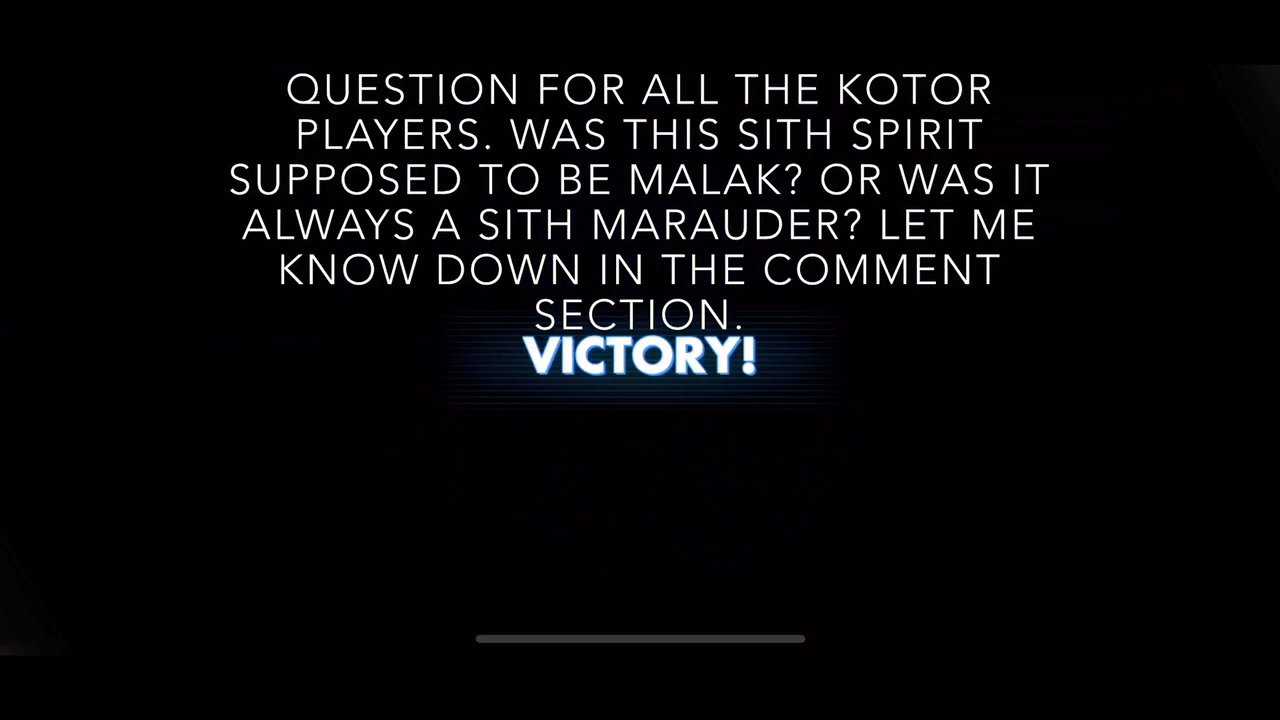 QUESTION FOR ALL THE KOTOR
PLAYERS. WAS THIS SITH SPIRIT
SUPPOSED TO BE MALAK? OR WAS IT
ALWAYS A SITH MARAUDER? LET ME
KNOW DOWN IN THE COMMENT
SECTION.
VICTORY!